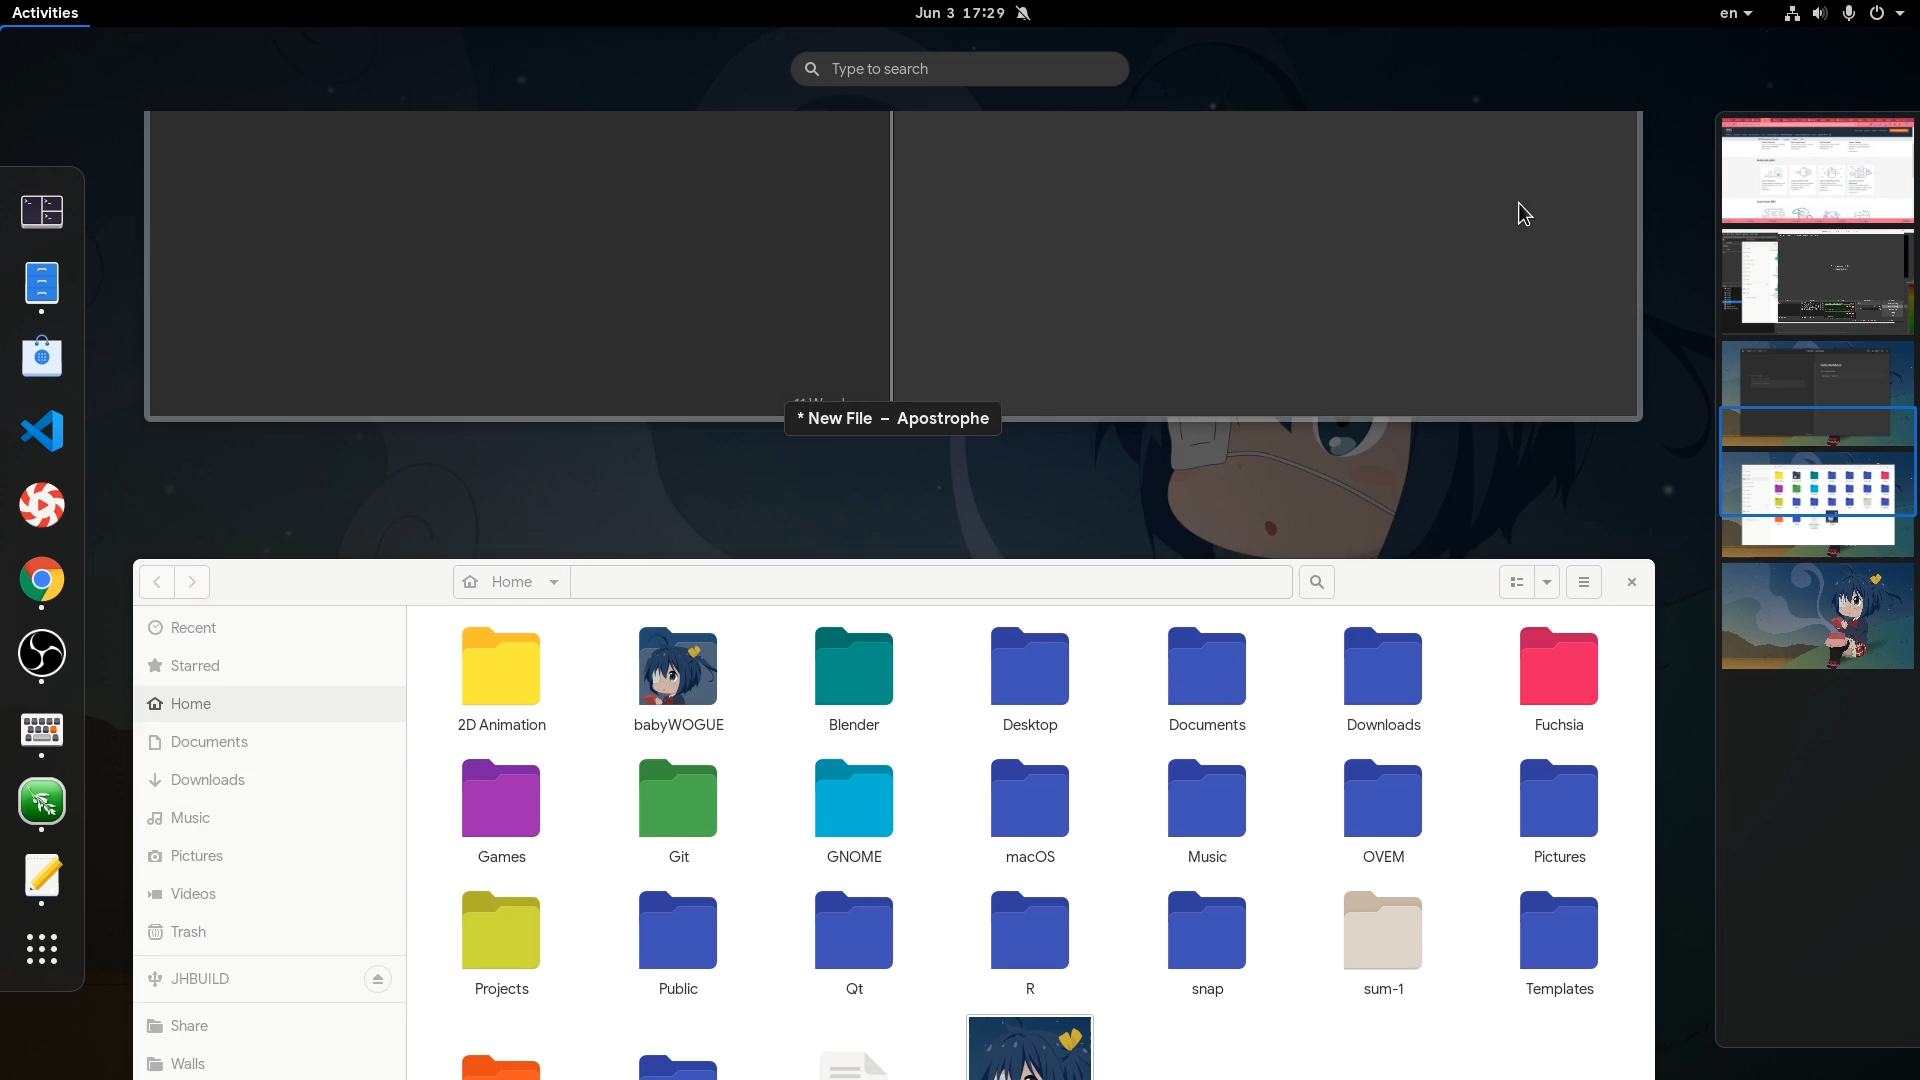 Activities
Jun 3 17:29
en
Type to search
* New File – Apostrophe
Home
Recent
Starred
Home
Documents
Downloads
Music
Pictures
Videos
Trash
JHBUILD
Share
Walls
2D Animation
babyWOGUE
Blender
Desktop
Documents
Downloads
Fuchsia
Games
Git
GNOME
macOS
Music
OVEM
Pictures
Projects
Public
Qt
R
snap
sum-1
Templates